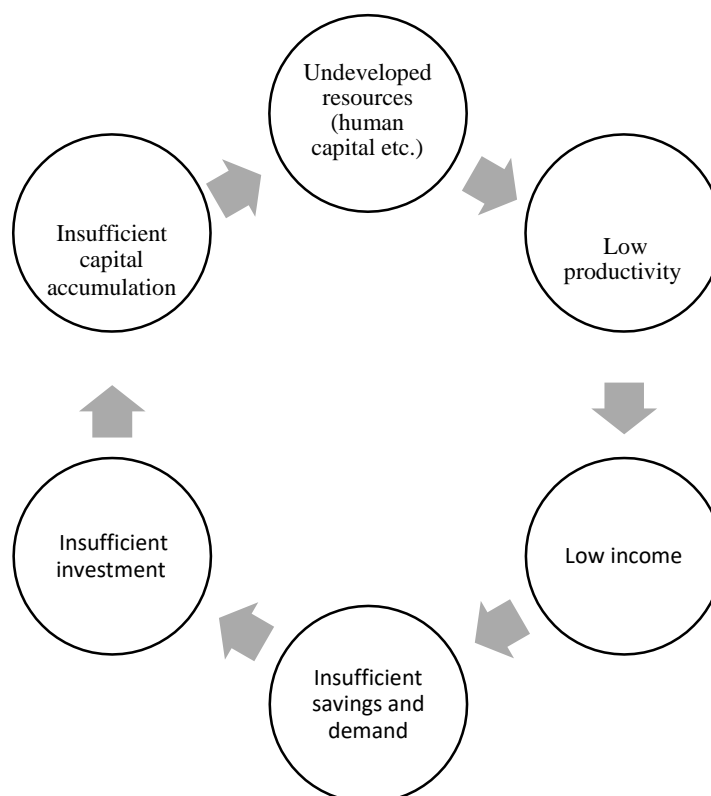 Undeveloped
resources
(human
capital etc.)
Low
productivity
Low income
Insufficient
savings and
demand
Insufficient
investment
Insufficient
capital
accumulation